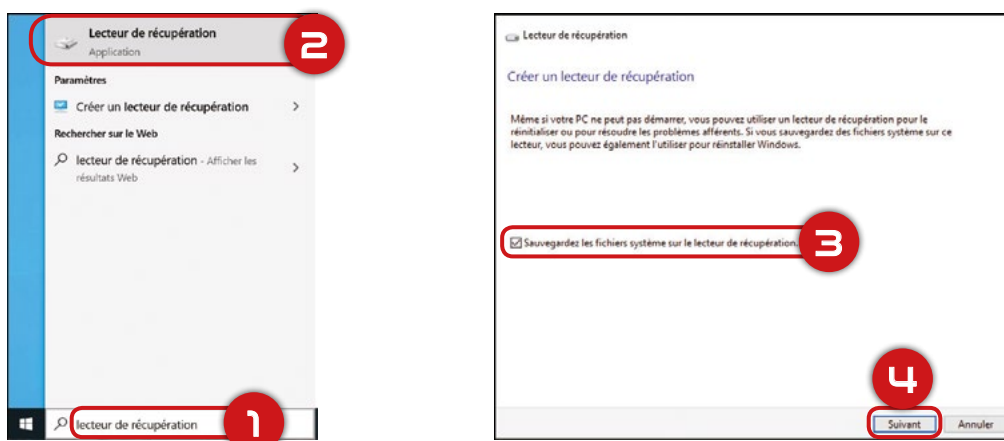 Lecteur de récupération
Application
2
Paramètres
Créer un lecteur de récupération
Rechercher sur le Web
lecteur de récupération - Afficher les
résultats Web
lecteur de récupération
1
Lecteur de récupération
Créer un lecteur de récupération
Même si votre PC ne peut pas démarrer, vous pouvez utiliser un lecteur de récupération pour le
réinitialiser ou pour résoudre les problèmes afférents. Si vous sauvegardez des fichiers système sur ce
lecteur, vous pouvez également l'utiliser pour réinstaller Windows.
Sauvegardez les fichiers système sur le lecteur de récupération.
3
4
Suivant
Annuler